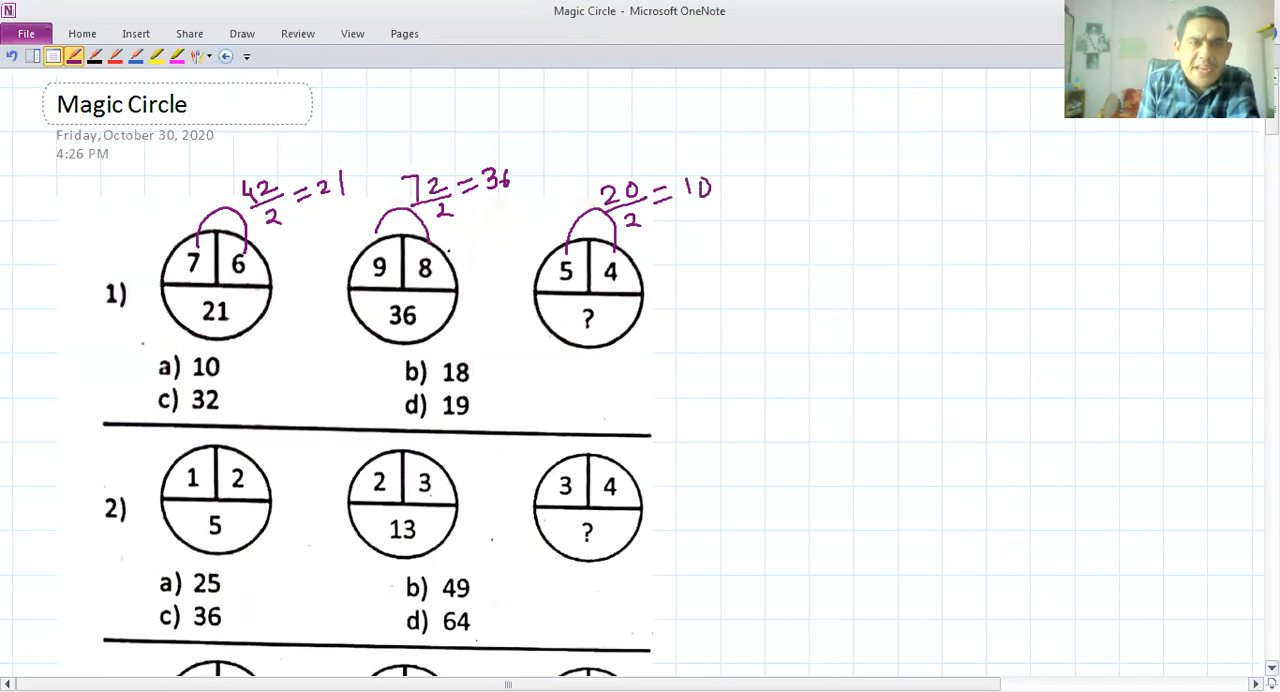 Magic Circle - Microsoft OneNote
File Home Insert Share Draw Review View Pages
Magic Circle
Friday, October 30, 2020
4:26 PM
42/2 = 21 72/2 = 36 20/2 = 10
7 6 9 8 5 4
1)
21 36 ?
a) 10 b) 18
c) 32 d) 19
1 2 2 3 3 4
2)
5 13 ?
a) 25 b) 49
c) 36 d) 64